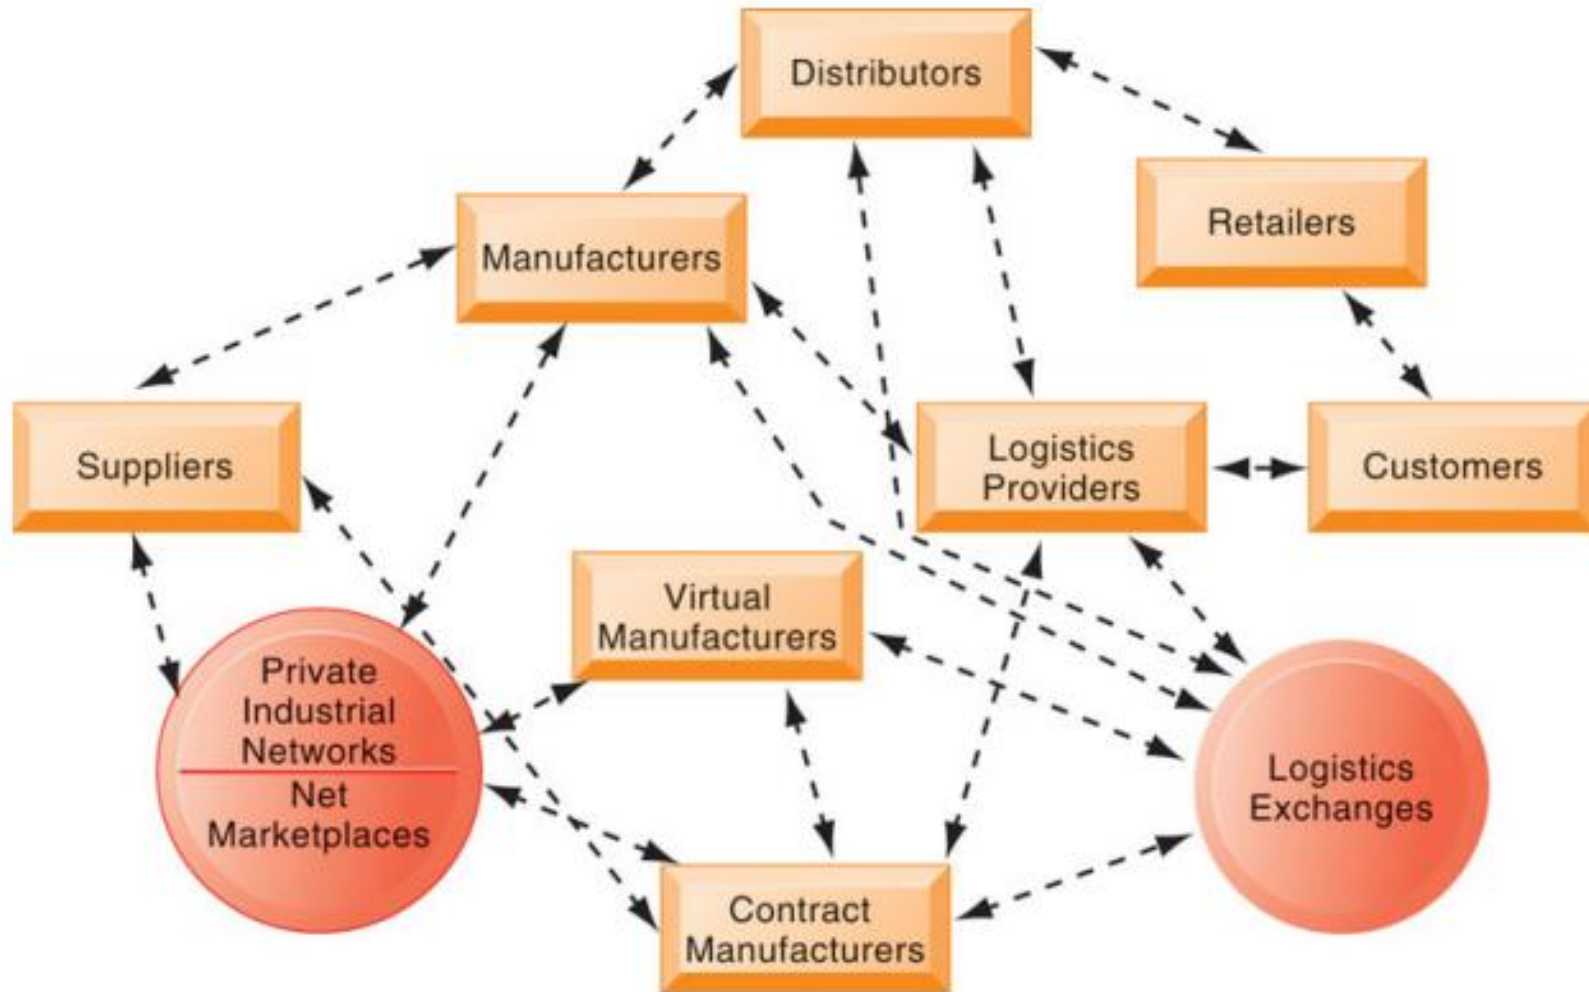 Distributors
Retailers
Manufacturers
Suppliers
Logistics
Providers
Customers
Virtual
Manufacturers
Private
Industrial
Networks
Net
Marketplaces
Logistics
Exchanges
Contract
Manufacturers